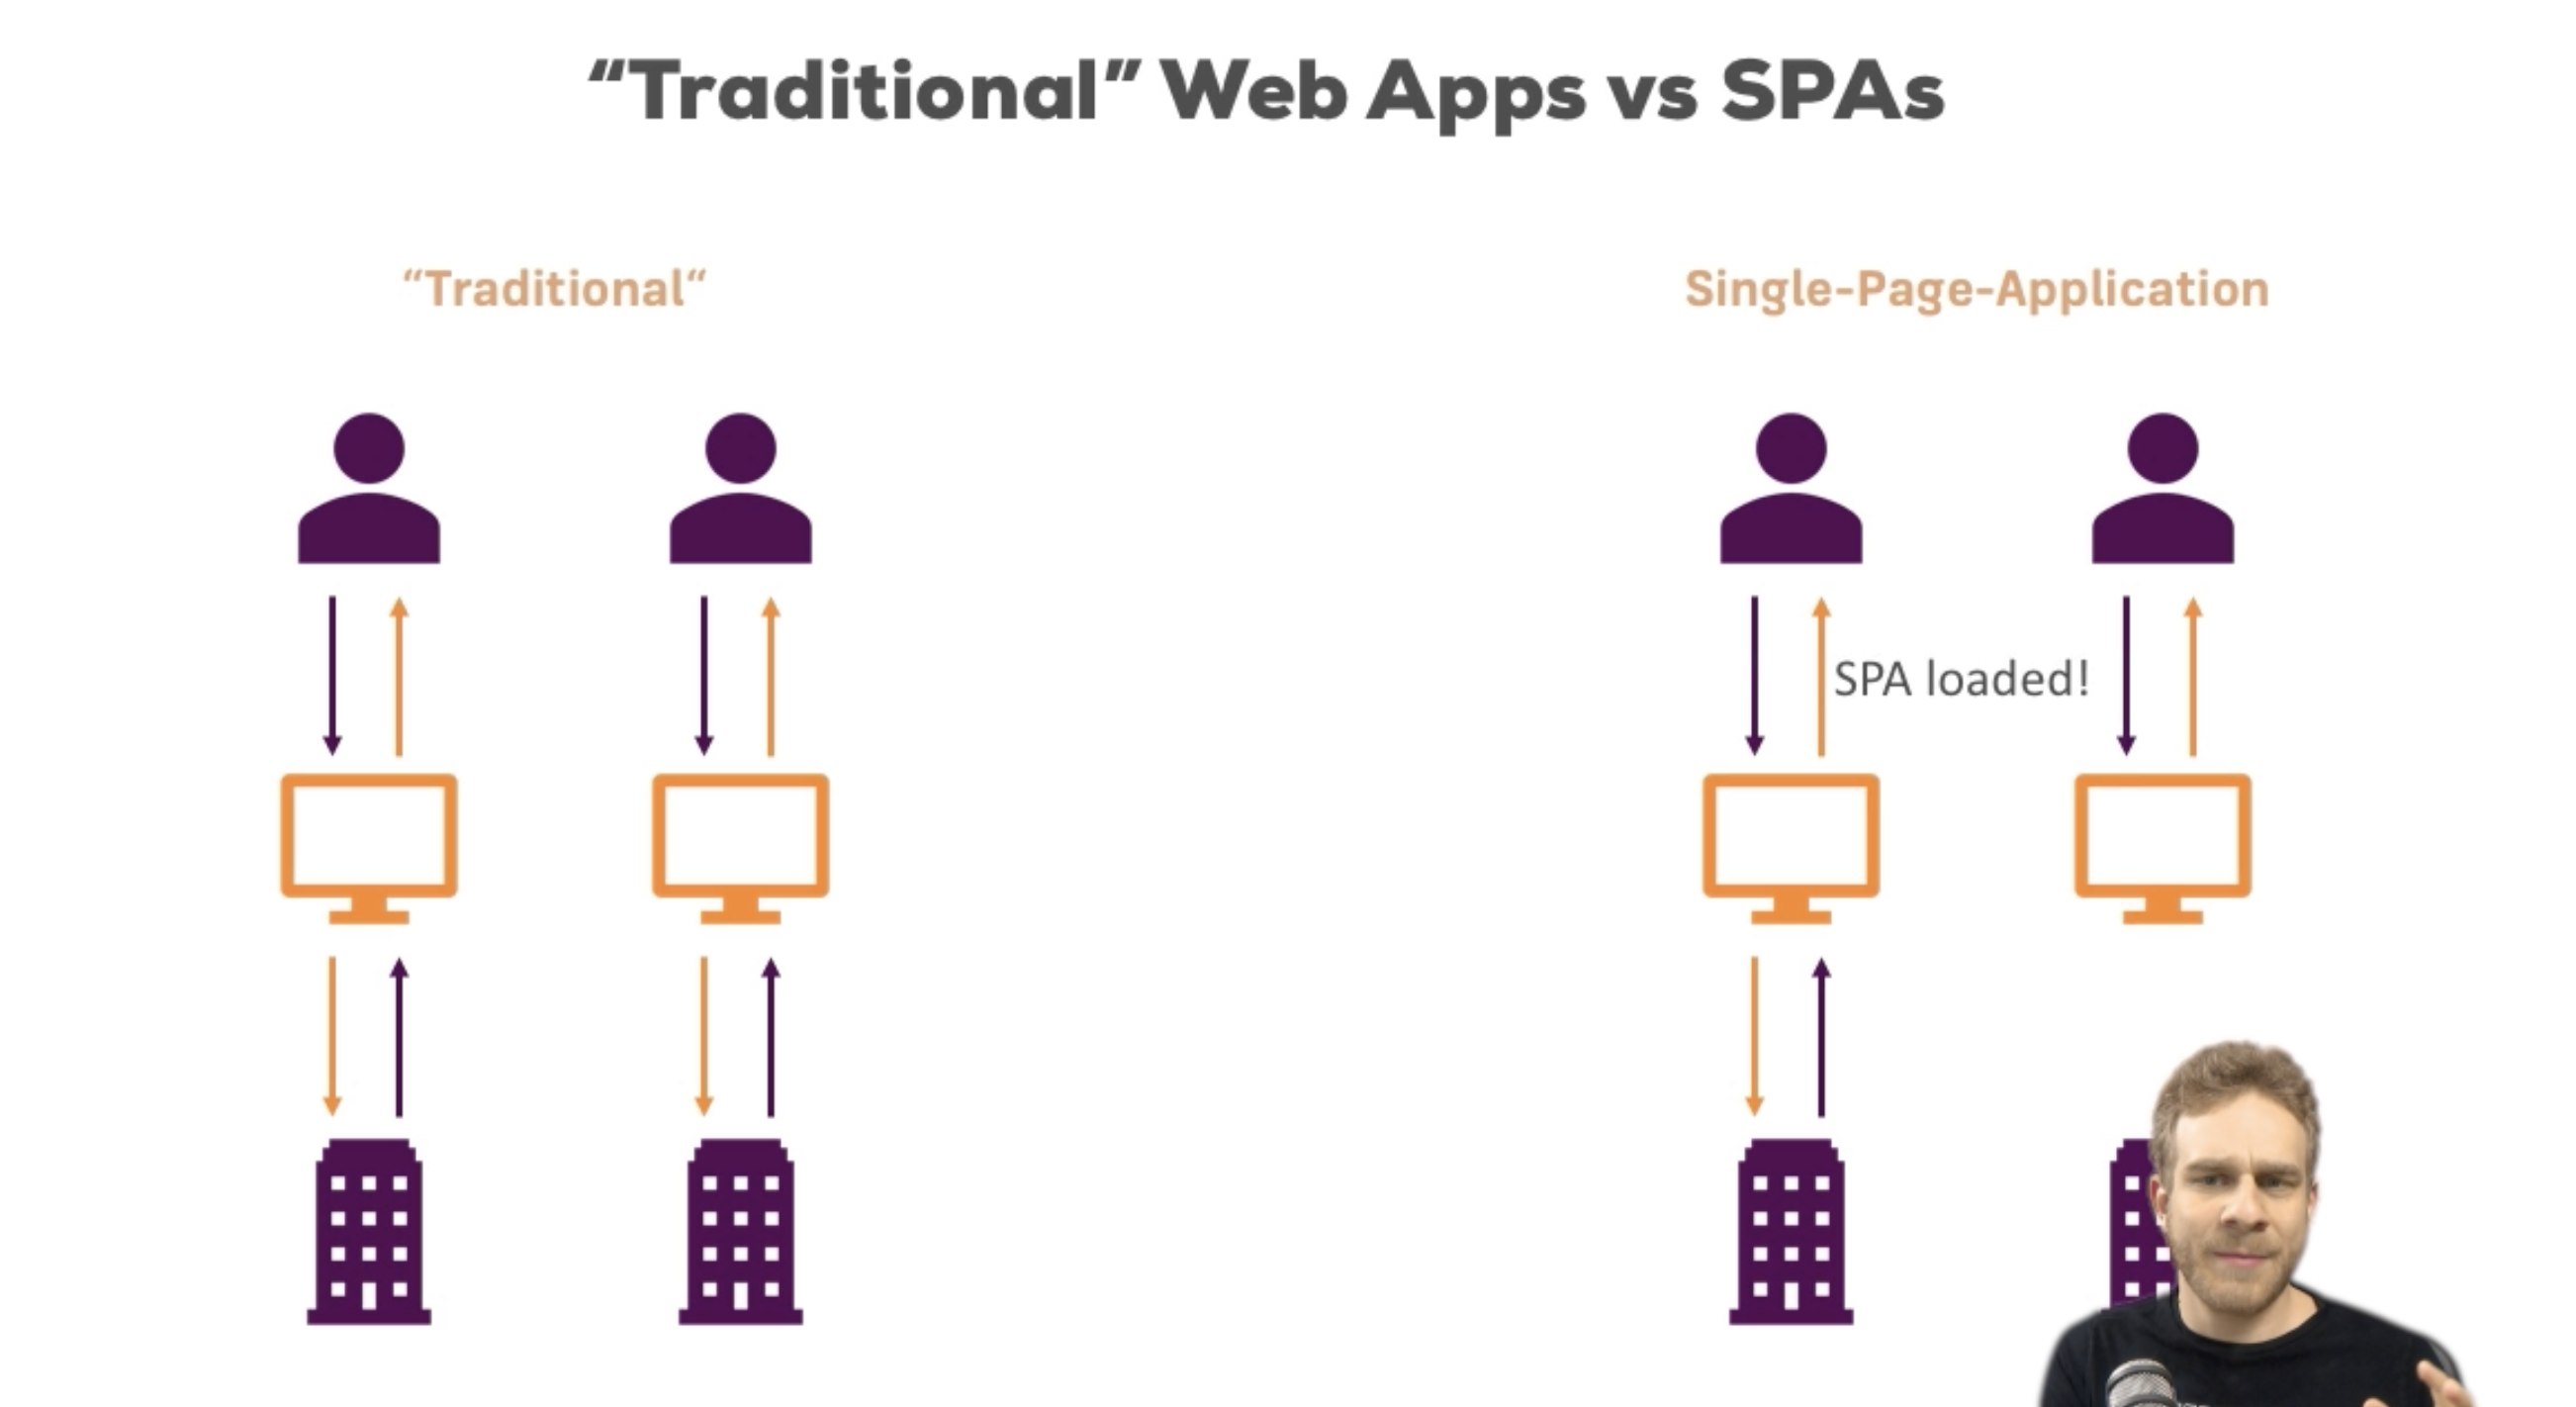 “Traditional” Web Apps vs SPAs
“Traditional“
Single-Page-Application
SPA loaded!